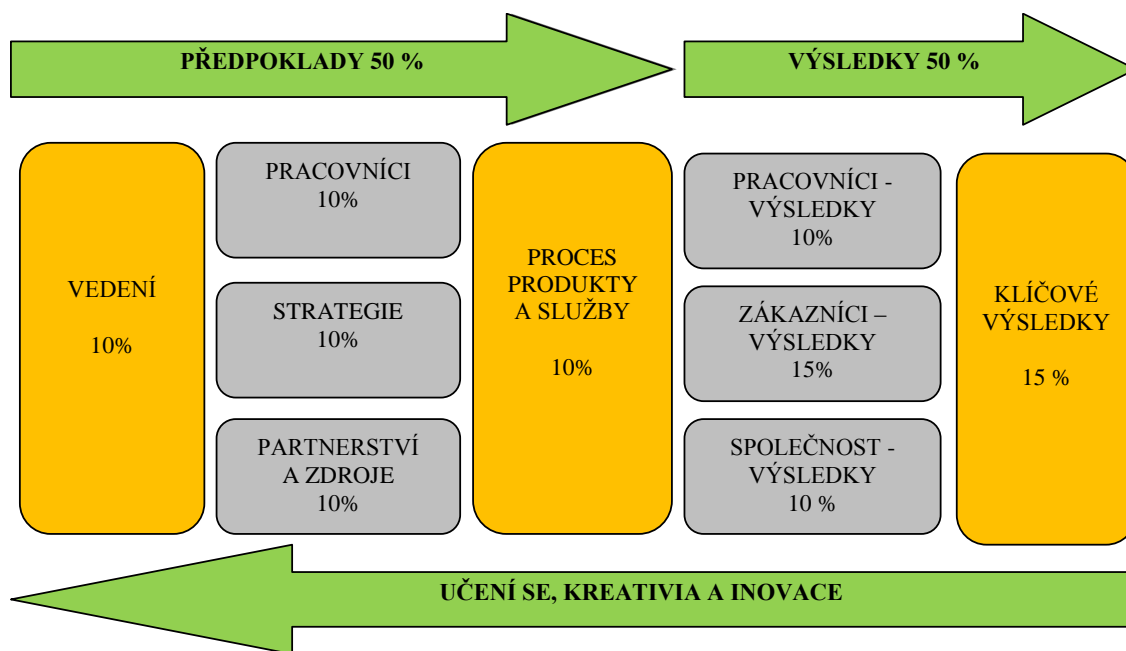 PŘEDPOKLADY 50 %
VÝSLEDKY 50 %
VEDENÍ
10%
PRACOVNÍCI
10%
STRATEGIE
10%
PARTNERSTVÍ
A ZDROJE
10%
PROCES
PRODUKTY
A SLUŽBY
10%
PRACOVNÍCI -
VÝSLEDKY
10%
ZÁKAZNÍCI –
VÝSLEDKY
15%
SPOLEČNOST -
VÝSLEDKY
10 %
KLÍČOVÉ
VÝSLEDKY
15 %
UČENÍ SE, KREATIVIA A INOVACE